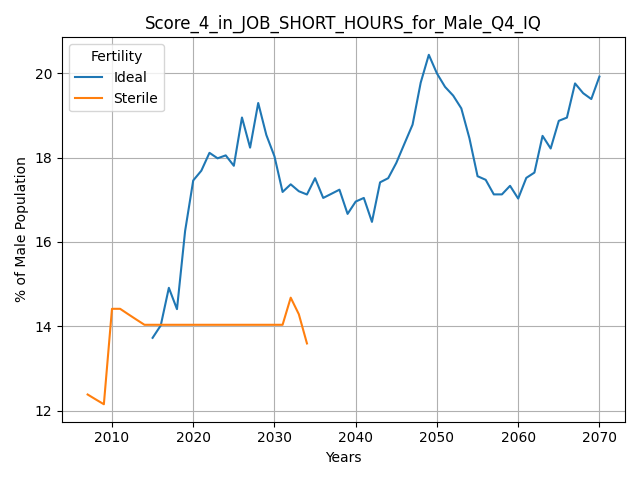 Score_4_in_JOB_SHORT_HOURS_for_Male_Q4_IQ
Fertility
Ideal
Sterile
% of Male Population
20
18
16
14
12
2010 2020 2030 2040 2050 2060 2070
Years